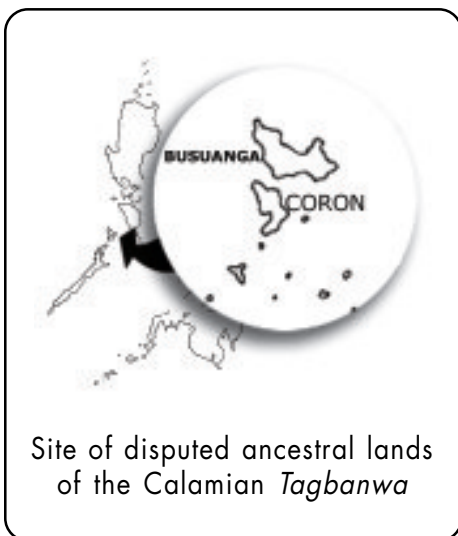 BUSUANGA
CORON
Site of disputed ancestral lands
of the Calamian Tagbanwa